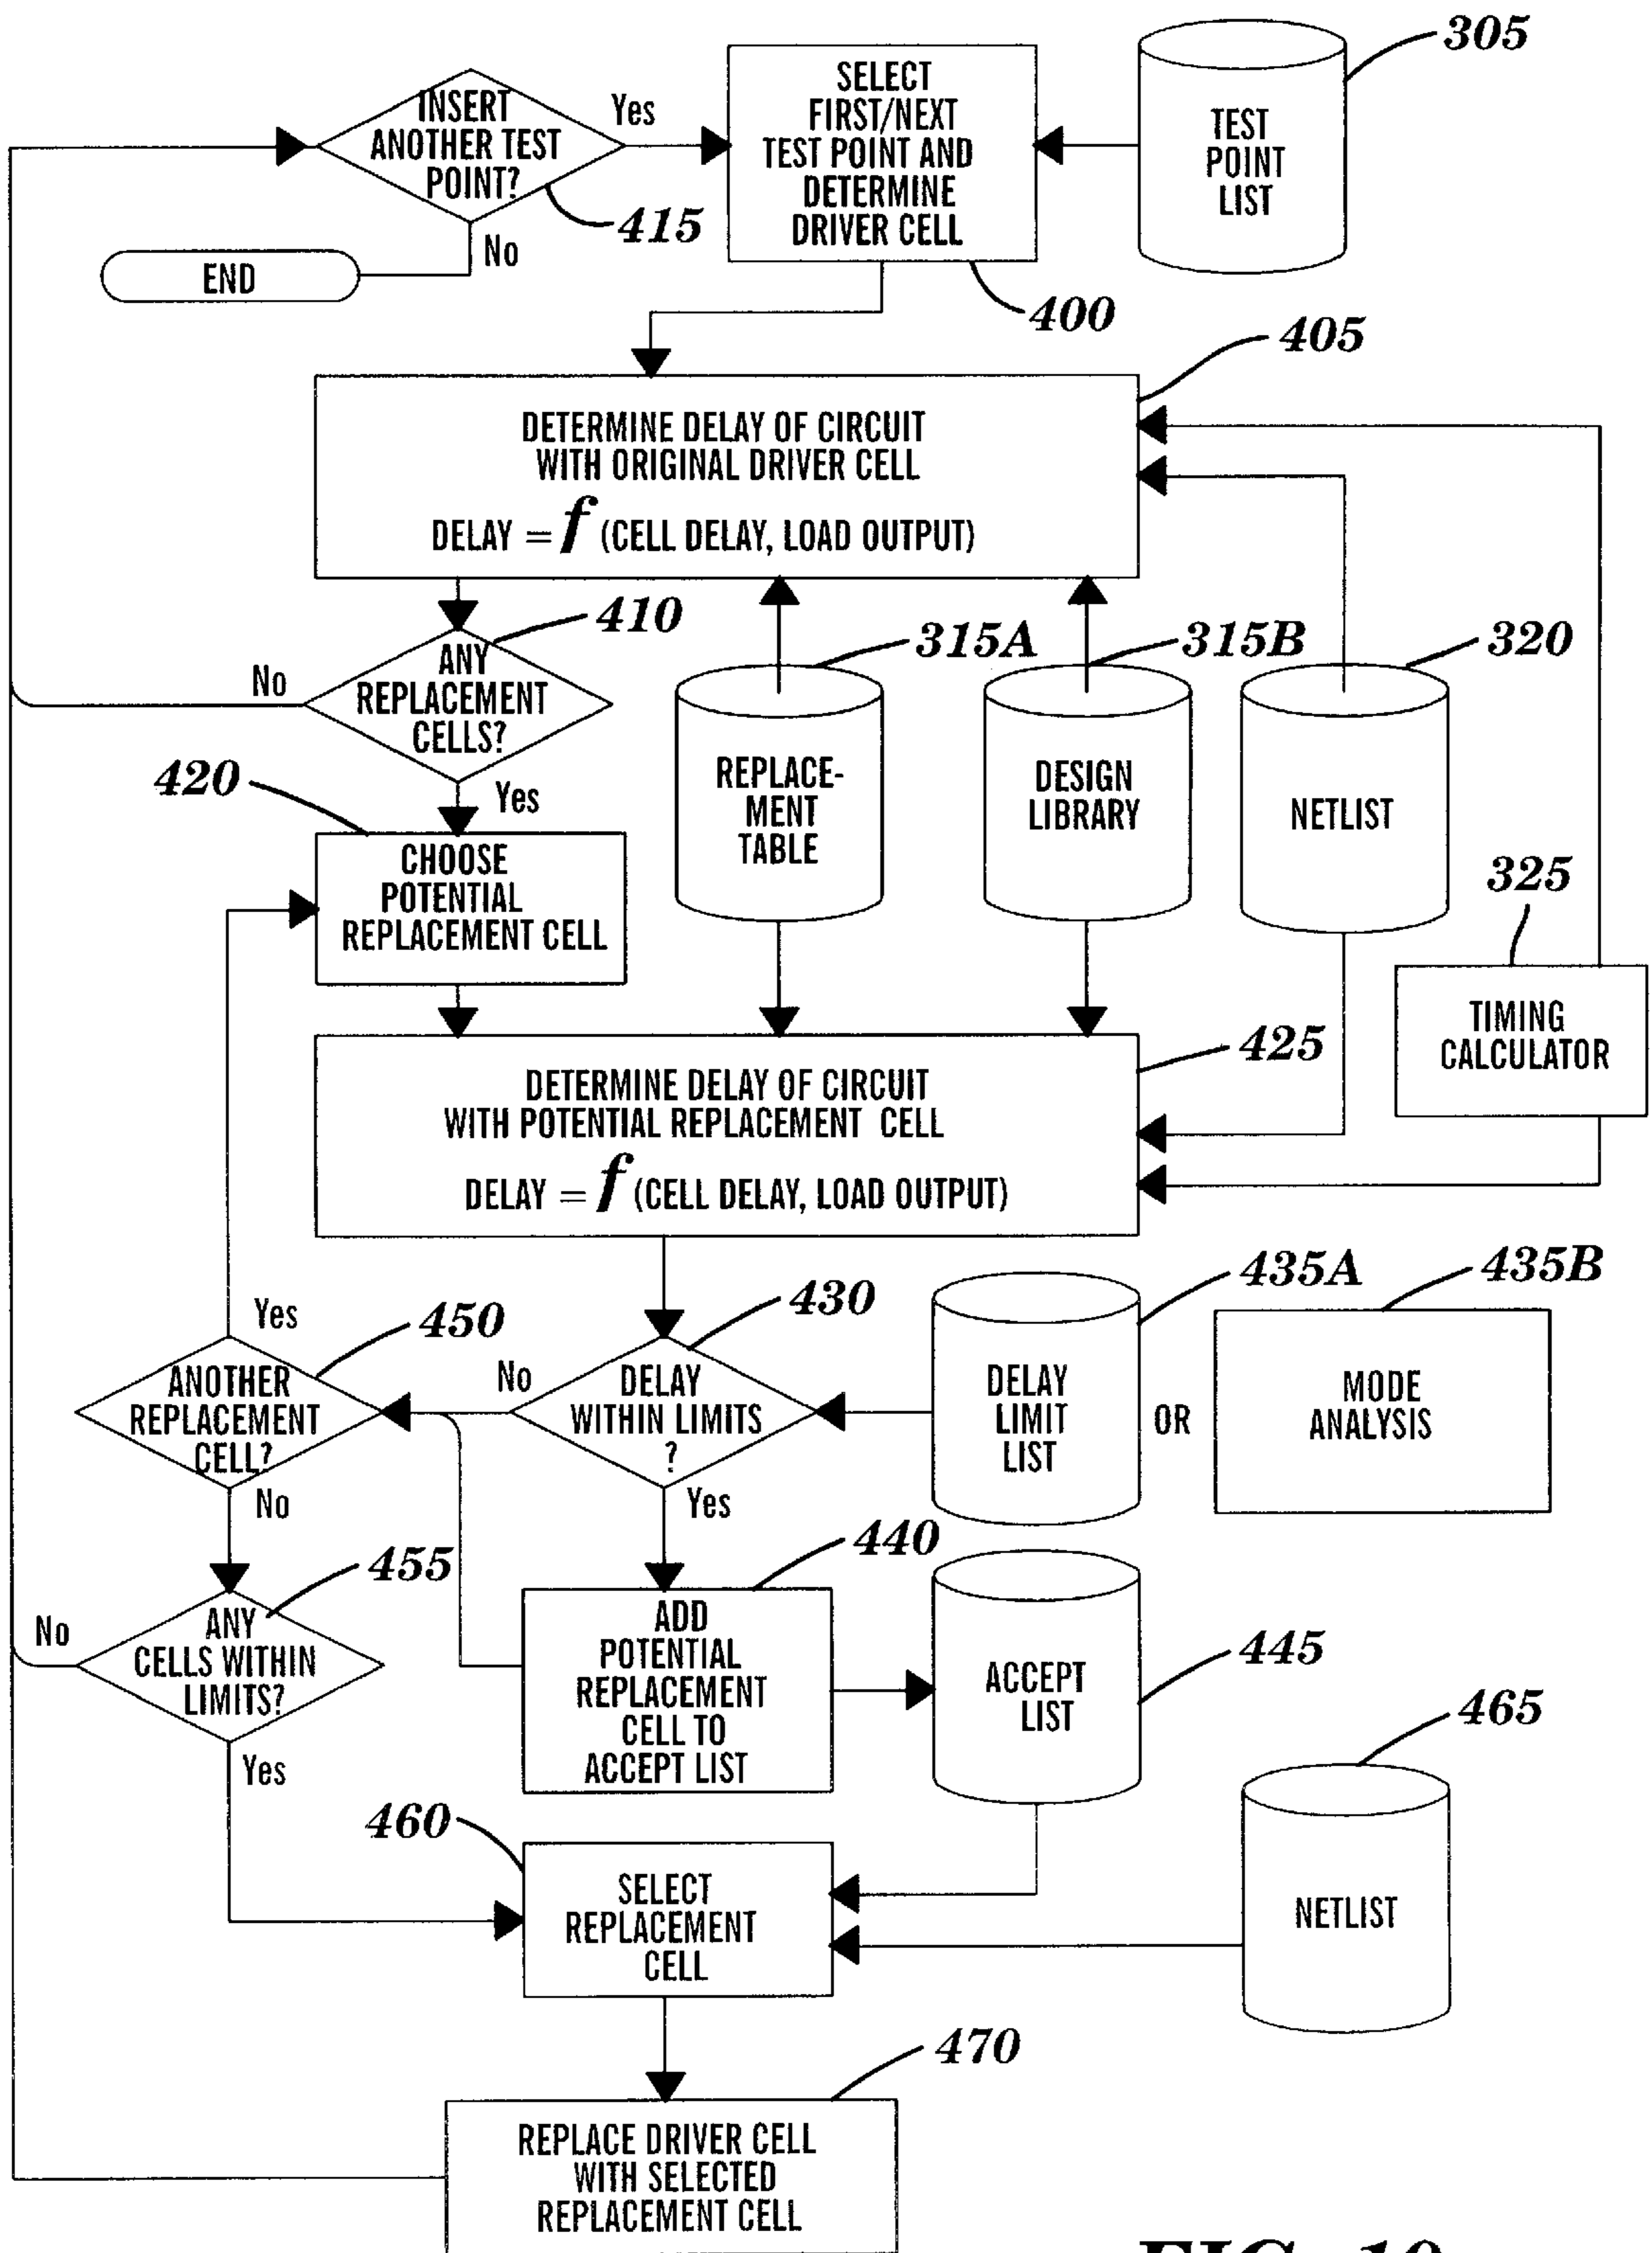 305
INSERT
ANOTHER TEST
POINT?
Yes
415
No
END
SELECT
FIRST/NEXT
TEST POINT AND
DETERMINE
DRIVER CELL
400
TEST
POINT
LIST
405
DETERMINE DELAY OF CIRCUIT
WITH ORIGINAL DRIVER CELL
DELAY = f (CELL DELAY, LOAD OUTPUT)
410
ANY
REPLACEMENT
CELLS?
No
Yes
315A
REPLACE-
MENT
TABLE
315B
DESIGN
LIBRARY
320
NETLIST
420
CHOOSE
POTENTIAL
REPLACEMENT CELL
325
TIMING
CALCULATOR
425
DETERMINE DELAY OF CIRCUIT
WITH POTENTIAL REPLACEMENT CELL
DELAY = f (CELL DELAY, LOAD OUTPUT)
430
DELAY
WITHIN LIMITS
?
No
Yes
435A
DELAY
LIMIT
LIST
OR
435B
MODE
ANALYSIS
450
Yes
ANOTHER
REPLACEMENT
CELL?
No
455
ANY
CELLS WITHIN
LIMITS?
No
Yes
440
ADD
POTENTIAL
REPLACEMENT
CELL TO
ACCEPT LIST
445
ACCEPT
LIST
465
NETLIST
460
SELECT
REPLACEMENT
CELL
470
REPLACE DRIVER CELL
WITH SELECTED
REPLACEMENT CELL